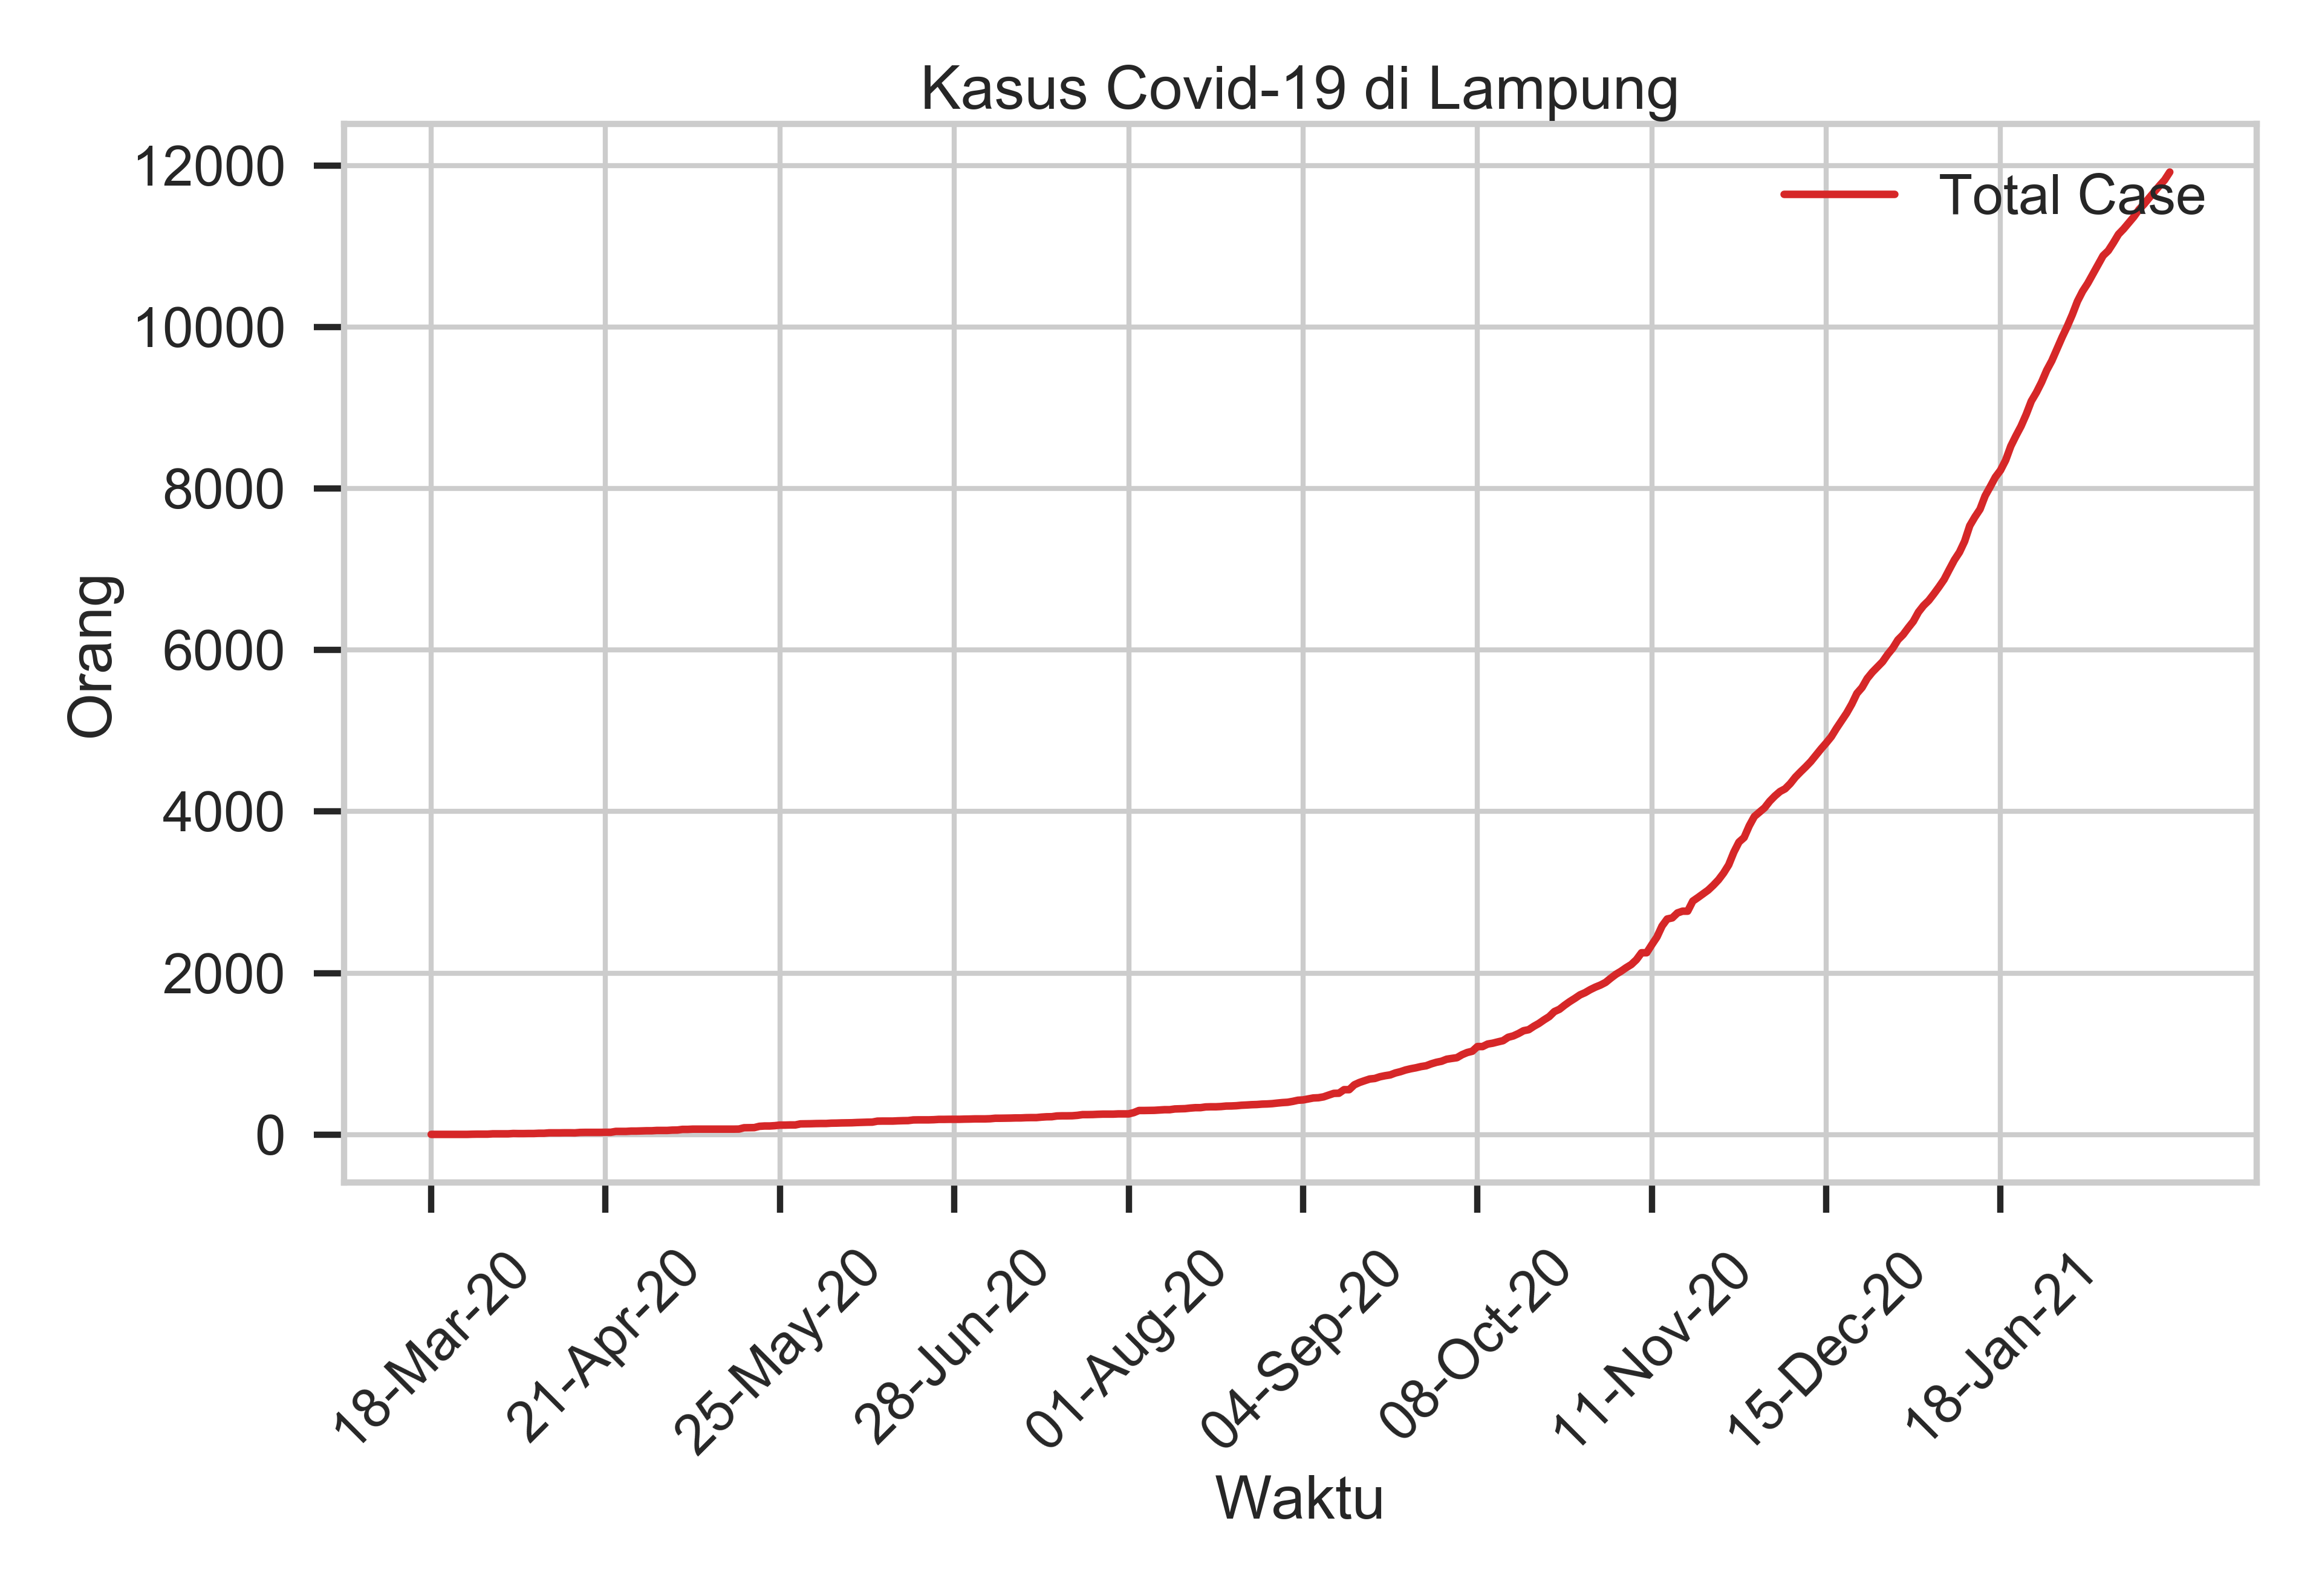 Kasus Covid-19 di Lampung
Total Case
12000
10000
8000
6000
4000
2000
0
Orang
18-Mar-20
21-Apr-20
25-May-20
28-Jun-20
01-Aug-20
04-Sep-20
08-Oct-20
11-Nov-20
15-Dec-20
18-Jan-21
Waktu